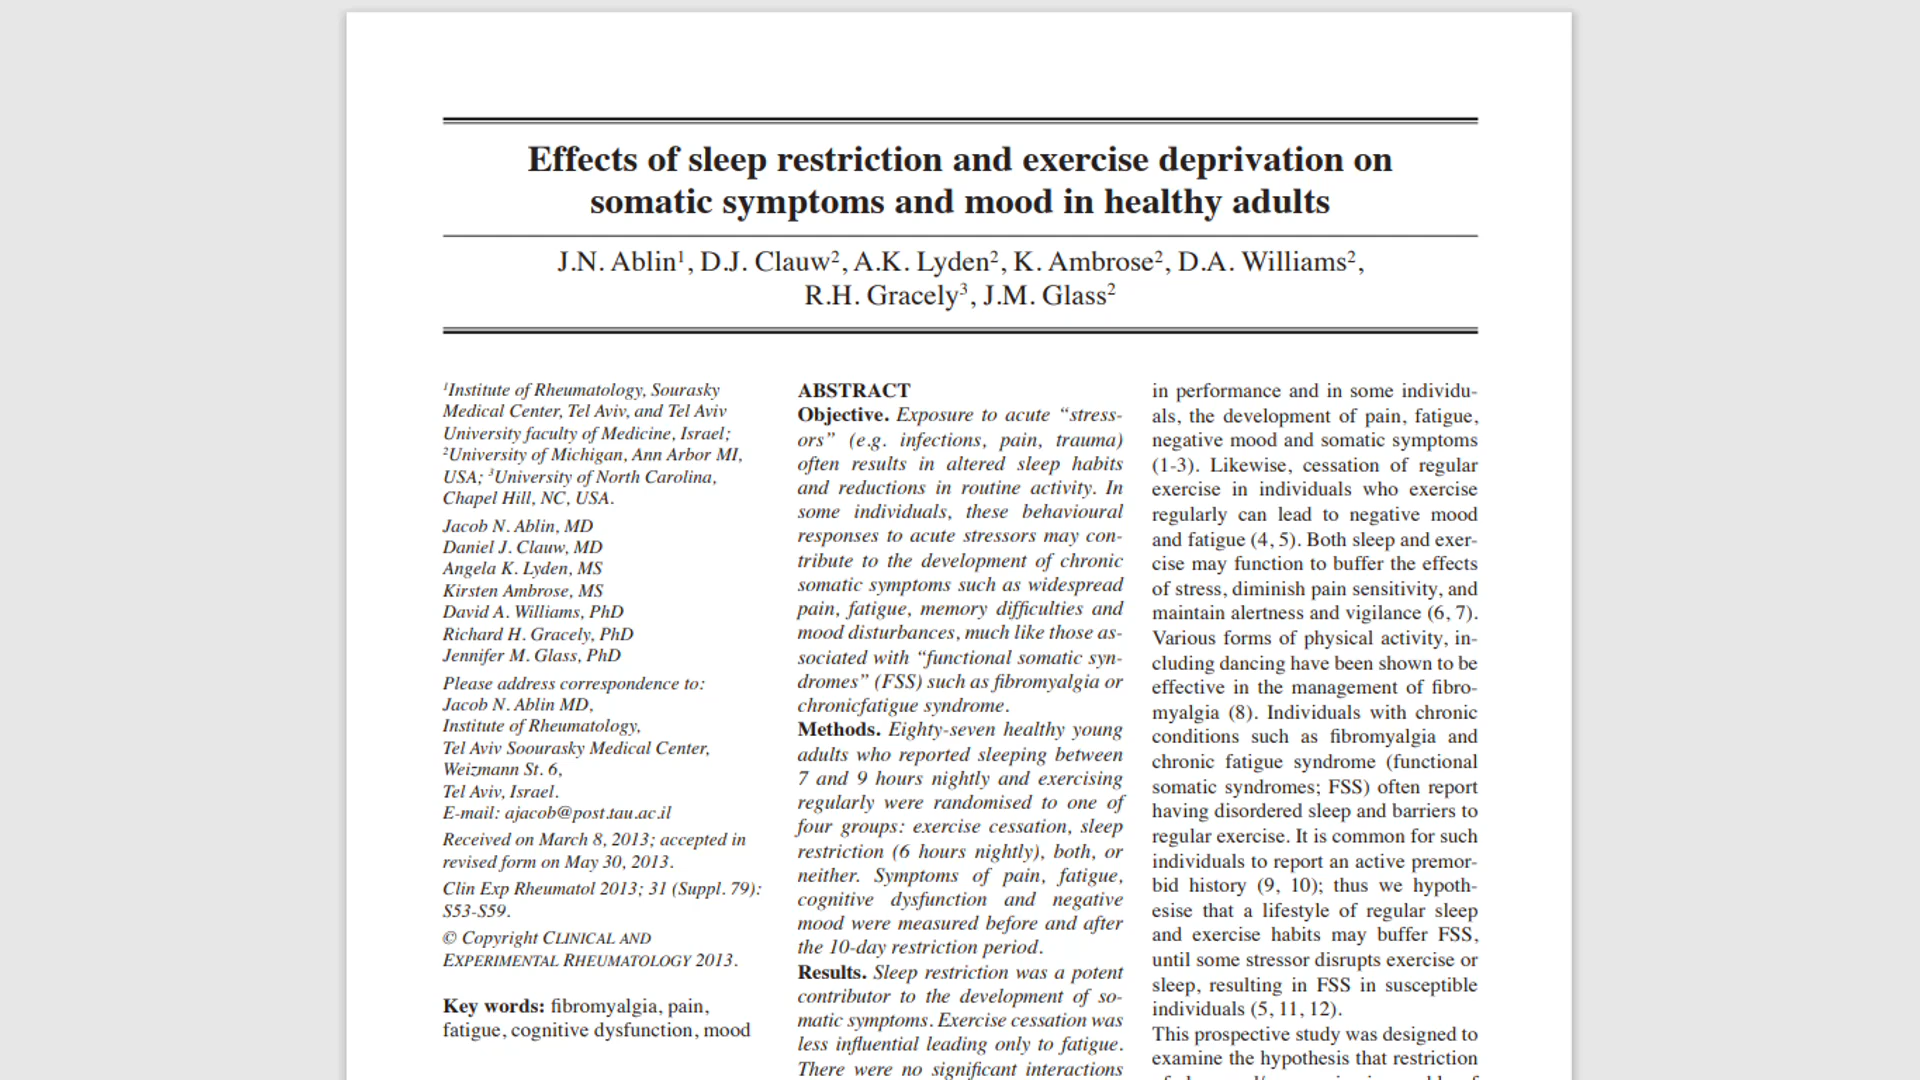 Effects of sleep restriction and exercise deprivation on
somatic symptoms and mood in healthy adults
J.N. Ablin¹, D.J. Clauw², A.K. Lyden², K. Ambrose², D.A. Williams²,
R.H. Gracely³, J.M. Glass²
¹Institute of Rheumatology, Sourasky
Medical Center, Tel Aviv, and Tel Aviv
University faculty of Medicine, Israel;
²University of Michigan, Ann Arbor MI,
USA; ³University of North Carolina,
Chapel Hill, NC, USA.
Jacob N. Ablin, MD
Daniel J. Clauw, MD
Angela K. Lyden, MS
Kirsten Ambrose, MS
David A. Williams, PhD
Richard H. Gracely, PhD
Jennifer M. Glass, PhD
Please address correspondence to:
Jacob N. Ablin MD,
Institute of Rheumatology,
Tel Aviv Soourasky Medical Center,
Weizmann St. 6,
Tel Aviv, Israel.
E-mail: ajacob@post.tau.ac.il
Received on March 8, 2013; accepted in
revised form on May 30, 2013.
Clin Exp Rheumatol 2013; 31 (Suppl. 79):
S53-S59.
© Copyright CLINICAL AND
EXPERIMENTAL RHEUMATOLOGY 2013.
Key words: fibromyalgia, pain,
fatigue, cognitive dysfunction, mood
ABSTRACT
Objective. Exposure to acute “stress-
ors” (e.g. infections, pain, trauma)
often results in altered sleep habits
and reductions in routine activity. In
some individuals, these behavioural
responses to acute stressors may con-
tribute to the development of chronic
somatic symptoms such as widespread
pain, fatigue, memory difficulties and
mood disturbances, much like those as-
sociated with “functional somatic syn-
dromes” (FSS) such as fibromyalgia or
chronicfatigue syndrome.
Methods. Eighty-seven healthy young
adults who reported sleeping between
7 and 9 hours nightly and exercising
regularly were randomised to one of
four groups: exercise cessation, sleep
restriction (6 hours nightly), both, or
neither. Symptoms of pain, fatigue,
cognitive dysfunction and negative
mood were measured before and after
the 10-day restriction period.
Results. Sleep restriction was a potent
contributor to the development of so-
matic symptoms. Exercise cessation was
less influential leading only to fatigue.
There were no significant interactions
in performance and in some individu-
als, the development of pain, fatigue,
negative mood and somatic symptoms
(1-3). Likewise, cessation of regular
exercise in individuals who exercise
regularly can lead to negative mood
and fatigue (4, 5). Both sleep and exer-
cise may function to buffer the effects
of stress, diminish pain sensitivity, and
maintain alertness and vigilance (6, 7).
Various forms of physical activity, in-
cluding dancing have been shown to be
effective in the management of fibro-
myalgia (8). Individuals with chronic
conditions such as fibromyalgia and
chronic fatigue syndrome (functional
somatic syndromes; FSS) often report
having disordered sleep and barriers to
regular exercise. It is common for such
individuals to report an active premor-
bid history (9, 10); thus we hypoth-
esise that a lifestyle of regular sleep
and exercise habits may buffer FSS,
until some stressor disrupts exercise or
sleep, resulting in FSS in susceptible
individuals (5, 11, 12).
This prospective study was designed to
examine the hypothesis that restriction